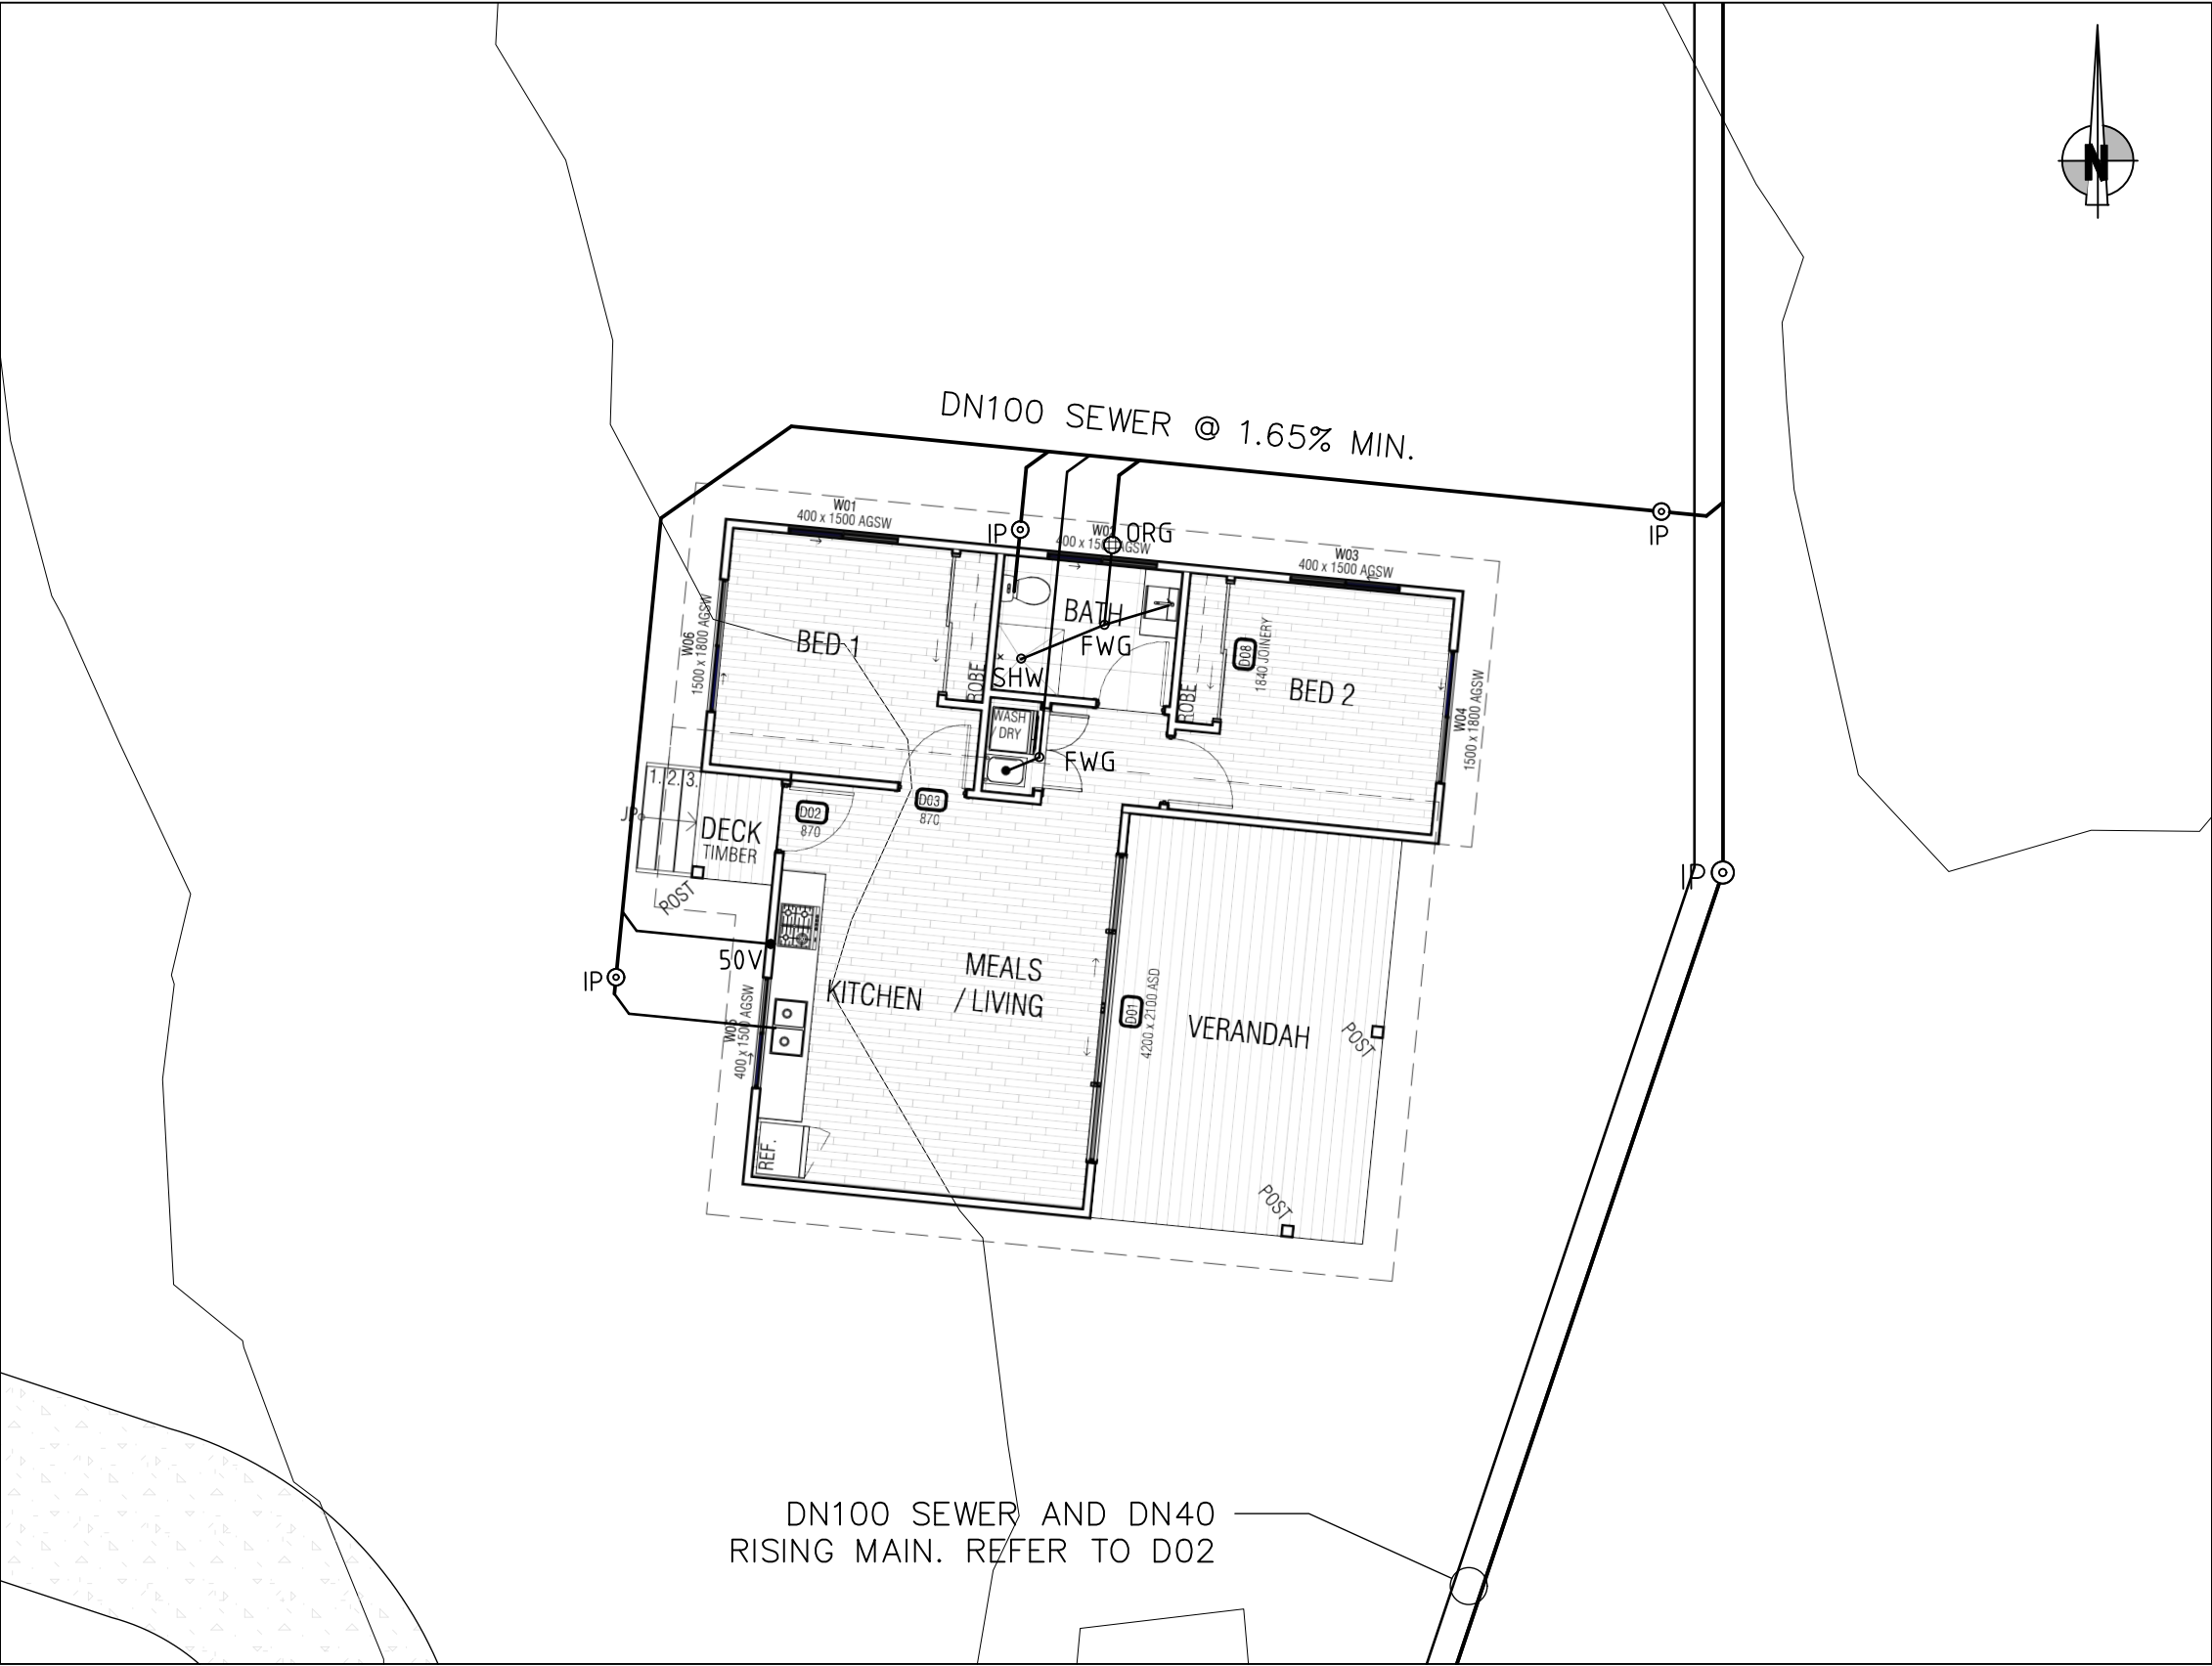 N
DN100 SEWER @ 1.65% MIN.
W01
400 x 1500 AGSW
IP
ORG
400 x 1500 AGSW
W03
400 x 1500 AGSW
IP
BATH
BED 1
FWG
SHW
ROBE
W06
1500 x 1800 AGSW
D08
1840 JOINERY
BED 2
ROBE
W04
1500 x 1800 AGSW
WASH
/ DRY
FWG
1. 2. 3.
D02
870
D03
870
DECK
TIMBER
POST
IP
50V
IP
MEALS
/ LIVING
KITCHEN
W05
400 x 1500 AGSW
D01
4200 x 2100 ASD
VERANDAH
POST
REF.
POST
DN100 SEWER AND DN40
RISING MAIN. REFER TO D02